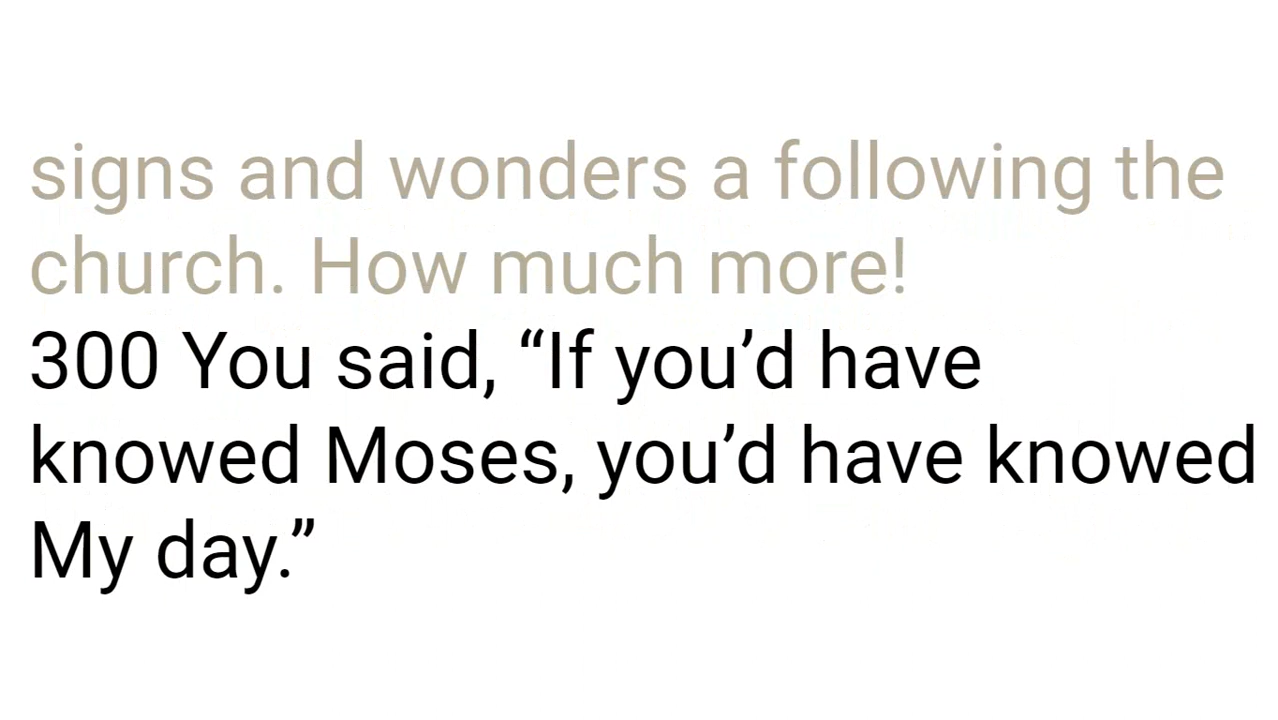 signs and wonders a following the
church. How much more!
300 You said, “If you’d have
knowed Moses, you’d have knowed
My day.”